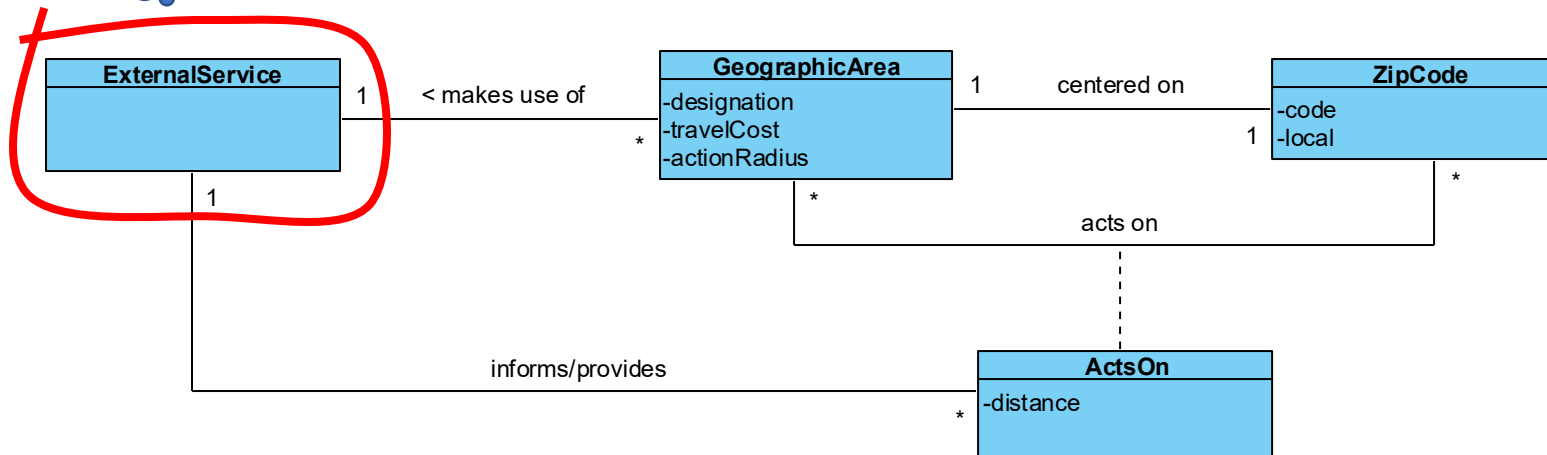 ExternalService
1
< makes use of
*
GeographicArea
-designation
-travelCost
-actionRadius
1
centered on
1
ZipCode
-code
-local
1
*
acts on
*
informs/provides
*
ActsOn
-distance